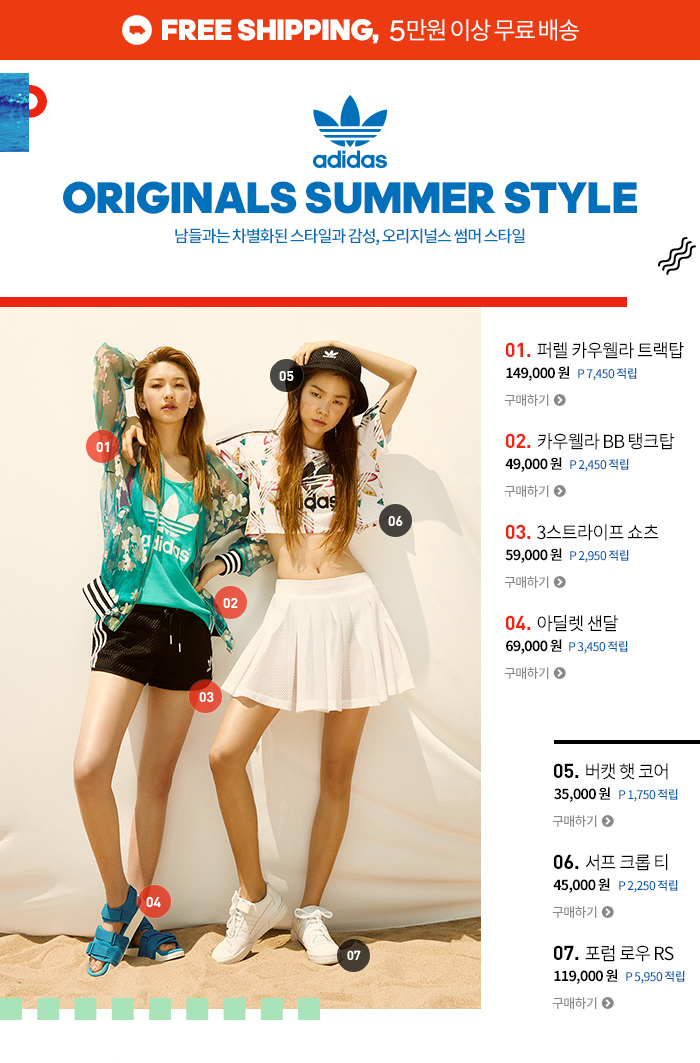 FREE SHIPPING, 5만원 이상 무료 배송
adidas
ORIGINALS SUMMER STYLE
남들과는 차별화된 스타일과 감성, 오리지널스 썸머 스타일
01
02
03
04
05
06
07
adidas
adidas
01. 퍼렐 카우웰라 트랙탑
149,000 원 P 7,450 적립
구매하기
02. 카우웰라 BB 탱크탑
49,000 원 P 2,450 적립
구매하기
03. 3스트라이프 쇼츠
59,000 원 P 2,950 적립
구매하기
04. 아딜렛 샌달
69,000 원 P 3,450 적립
구매하기
05. 버캣 햇 코어
35,000 원 P 1,750 적립
구매하기
06. 서프 크롭 티
45,000 원 P 2,250 적립
구매하기
07. 포럼 로우 RS
119,000 원 P 5,950 적립
구매하기